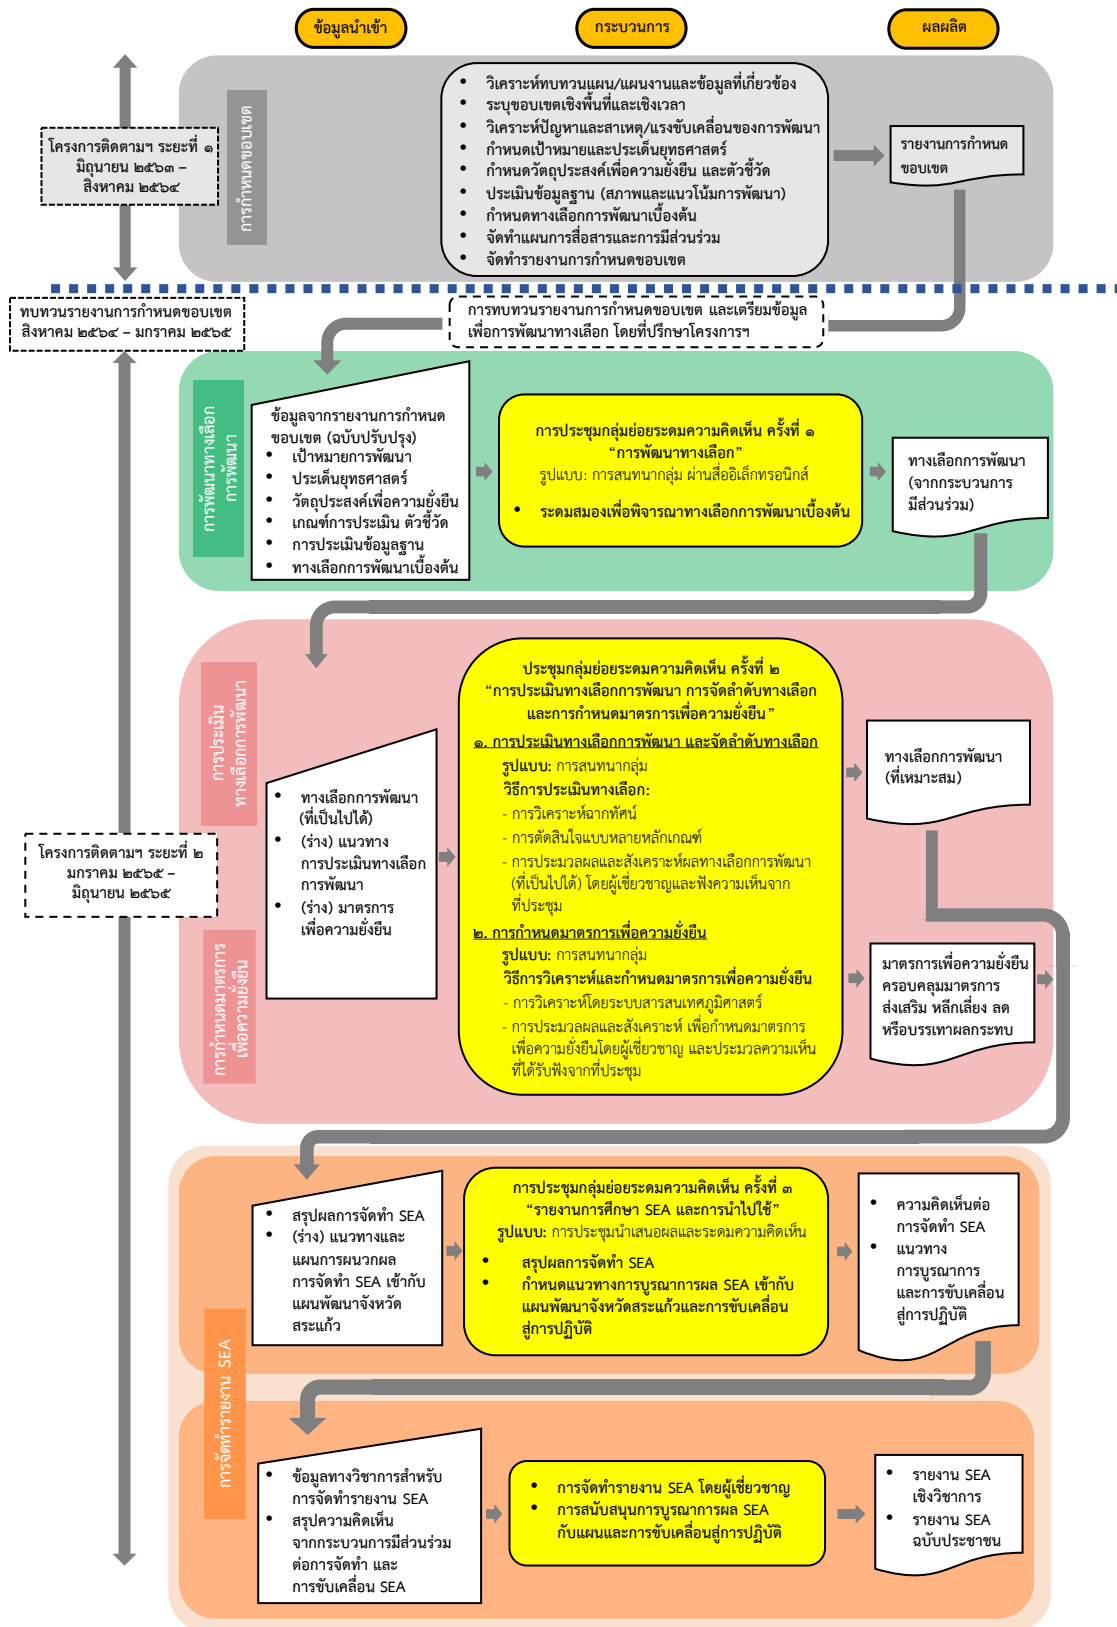 ข้อมูลนำเข้า
กระบวนการ
ผลผลิต
โครงการติดตามฯ ระยะที่ ๑
มิถุนายน ๒๕๖๓ –
สิงหาคม ๒๕๖๔
การกำหนดขอบเขต
• วิเคราะห์ทบทวนแผน/แผนงานและข้อมูลที่เกี่ยวข้อง
• ระบุขอบเขตเชิงพื้นที่และเชิงเวลา
• วิเคราะห์ปัญหาและสาเหตุ/แรงขับเคลื่อนของการพัฒนา
• กำหนดเป้าหมายและประเด็นยุทธศาสตร์
• กำหนดวัตถุประสงค์เพื่อความยั่งยืน และตัวชี้วัด
• ประเมินข้อมูลฐาน (สภาพและแนวโน้มการพัฒนา)
• กำหนดทางเลือกการพัฒนาเบื้องต้น
• จัดทำแผนการสื่อสารและการมีส่วนร่วม
• จัดทำรายงานการกำหนดขอบเขต
รายงานการกำหนด
ขอบเขต
ทบทวนรายงานการกำหนดขอบเขต
สิงหาคม ๒๕๖๔ – มกราคม ๒๕๖๕
การทบทวนรายงานการกำหนดขอบเขต และเตรียมข้อมูล
เพื่อการพัฒนาทางเลือก โดยที่ปรึกษาโครงการฯ
การพัฒนาทางเลือก
การพัฒนา
ข้อมูลจากรายงานการกำหนด
ขอบเขต (ฉบับปรับปรุง)
• เป้าหมายการพัฒนา
• ประเด็นยุทธศาสตร์
• วัตถุประสงค์เพื่อความยั่งยืน
• เกณฑ์การประเมิน ตัวชี้วัด
• การประเมินข้อมูลฐาน
• ทางเลือกการพัฒนาเบื้องต้น
การประชุมกลุ่มย่อยระดมความคิดเห็น ครั้งที่ ๑
“การพัฒนาทางเลือก”
รูปแบบ: การสนทนากลุ่ม ผ่านสื่ออิเล็กทรอนิกส์
• ระดมสมองเพื่อพิจารณาทางเลือกการพัฒนาเบื้องต้น
ทางเลือกการพัฒนา
(จากกระบวนการ
มีส่วนร่วม)
โครงการติดตามฯ ระยะที่ ๒
มกราคม ๒๕๖๕ –
มิถุนายน ๒๕๖๕
การประเมิน
ทางเลือกการพัฒนา
การกำหนดมาตรการ
เพื่อความยั่งยืน
• ทางเลือกการพัฒนา
(ที่เป็นไปได้)
• (ร่าง) แนวทาง
การประเมินทางเลือก
การพัฒนา
• (ร่าง) มาตรการ
เพื่อความยั่งยืน
ประชุมกลุ่มย่อยระดมความคิดเห็น ครั้งที่ ๒
“การประเมินทางเลือกการพัฒนา การจัดลำดับทางเลือก
และการกำหนดมาตรการเพื่อความยั่งยืน”
๑. การประเมินทางเลือกการพัฒนา และจัดลำดับทางเลือก
รูปแบบ: การสนทนากลุ่ม
วิธีการประเมินทางเลือก:
- การวิเคราะห์ฉากทัศน์
- การตัดสินใจแบบหลายหลักเกณฑ์
- การประมวลผลและสังเคราะห์ผลทางเลือกการพัฒนา
(ที่เป็นไปได้) โดยผู้เชี่ยวชาญและฟังความเห็นจาก
ที่ประชุม
๒. การกำหนดมาตรการเพื่อความยั่งยืน
รูปแบบ: การสนทนากลุ่ม
วิธีการวิเคราะห์และกำหนดมาตรการเพื่อความยั่งยืน
- การวิเคราะห์โดยระบบสารสนเทศภูมิศาสตร์
- การประมวลผลและสังเคราะห์ เพื่อกำหนดมาตรการ
เพื่อความยั่งยืนโดยผู้เชี่ยวชาญ และประมวลความเห็น
ที่ได้รับฟังจากที่ประชุม
ทางเลือกการพัฒนา
(ที่เหมาะสม)
มาตรการเพื่อความยั่งยืน
ครอบคลุมมาตรการ
ส่งเสริม หลีกเลี่ยง ลด
หรือบรรเทาผลกระทบ
การจัดทำรายงาน SEA
• สรุปผลการจัดทำ SEA
• (ร่าง) แนวทางและ
แผนการผนวกผล
การจัดทำ SEA เข้ากับ
แผนพัฒนาจังหวัด
สระแก้ว
การประชุมกลุ่มย่อยระดมความคิดเห็น ครั้งที่ ๓
“รายงานการศึกษา SEA และการนำไปใช้”
รูปแบบ: การประชุมนำเสนอผลและระดมความคิดเห็น
• สรุปผลการจัดทำ SEA
• กำหนดแนวทางการบูรณาการผล SEA เข้ากับ
แผนพัฒนาจังหวัดสระแก้วและการขับเคลื่อน
สู่การปฏิบัติ
• ความคิดเห็นต่อ
การจัดทำ SEA
• แนวทาง
การบูรณาการ
และการขับเคลื่อน
สู่การปฏิบัติ
• ข้อมูลทางวิชาการสำหรับ
การจัดทำรายงาน SEA
• สรุปความคิดเห็น
จากกระบวนการมีส่วนร่วม
ต่อการจัดทำ และ
การขับเคลื่อน SEA
• การจัดทำรายงาน SEA โดยผู้เชี่ยวชาญ
• การสนับสนุนการบูรณาการผล SEA
กับแผนและการขับเคลื่อนสู่การปฏิบัติ
• รายงาน SEA
เชิงวิชาการ
• รายงาน SEA
ฉบับประชาชน